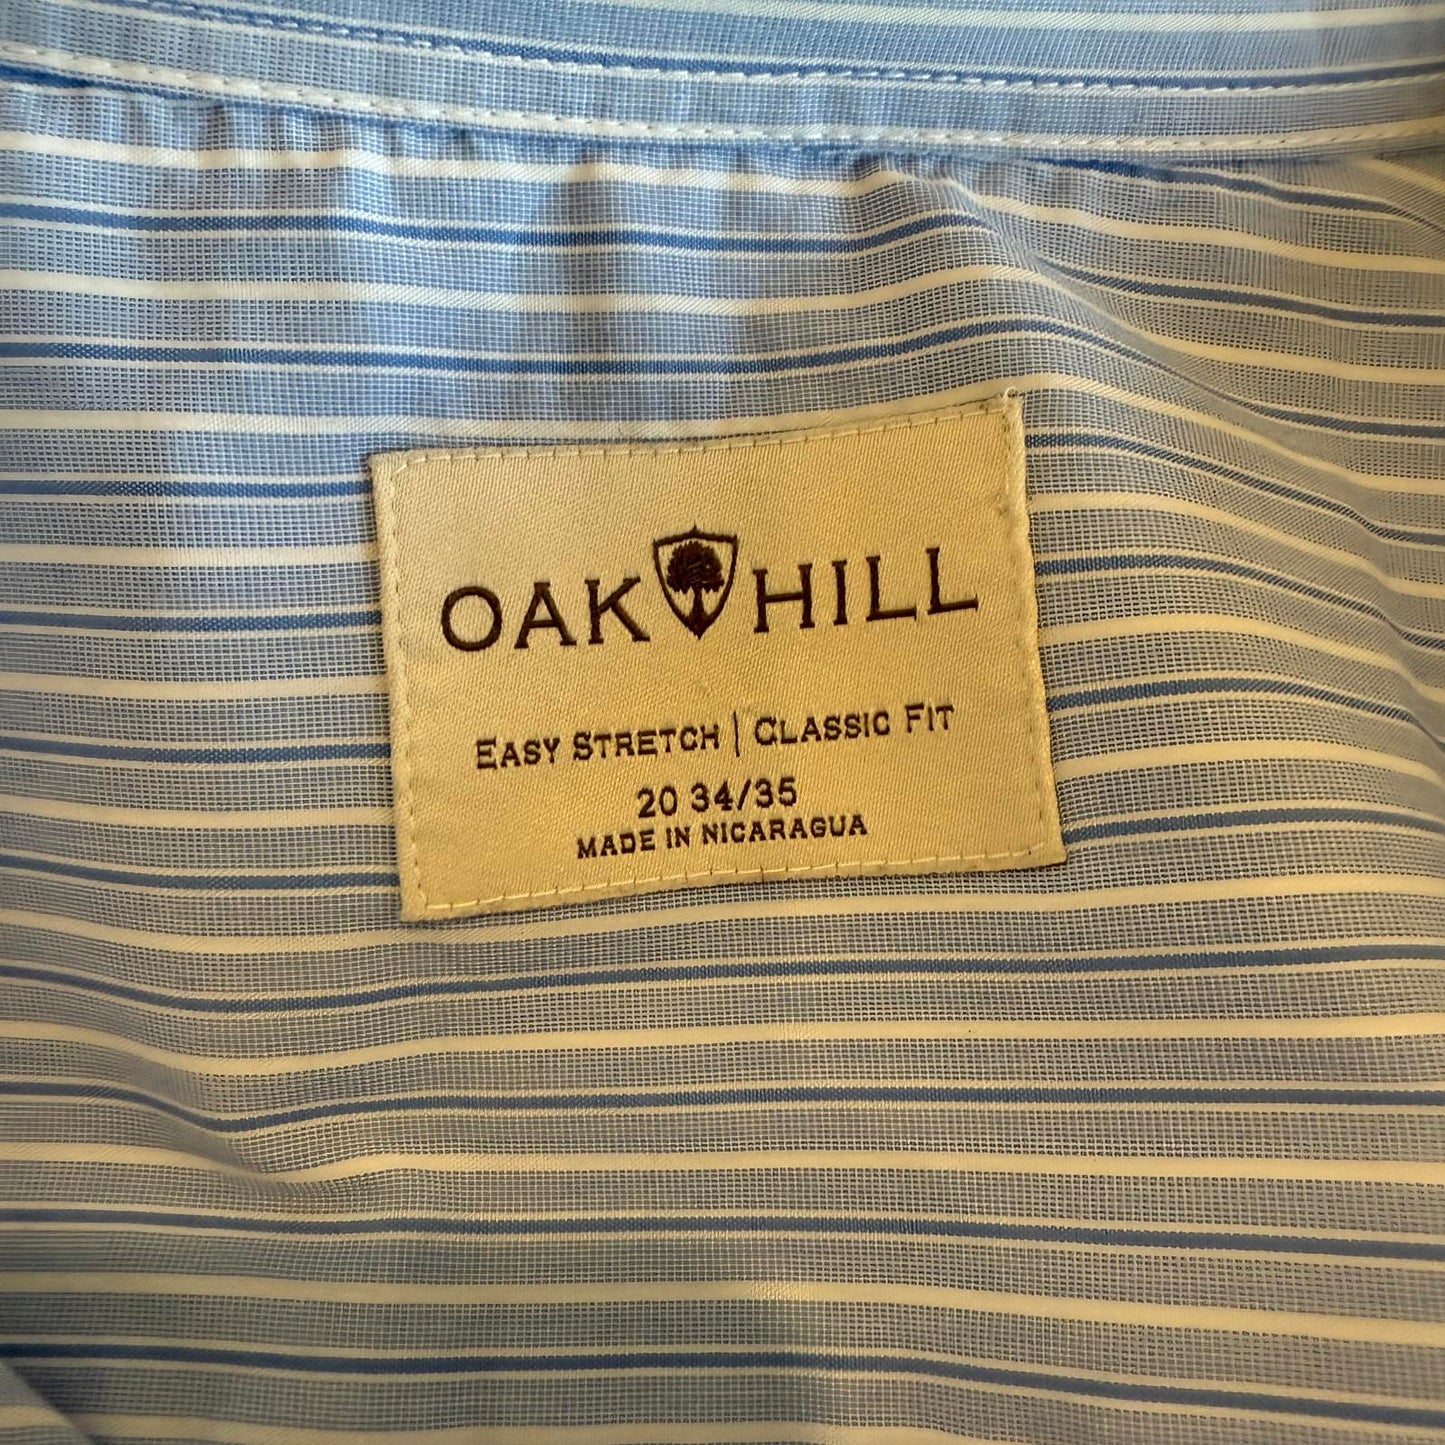 OAK HILL
EASY STRETCH | CLASSIC FIT
20 34/35
MADE IN NICARAGUA